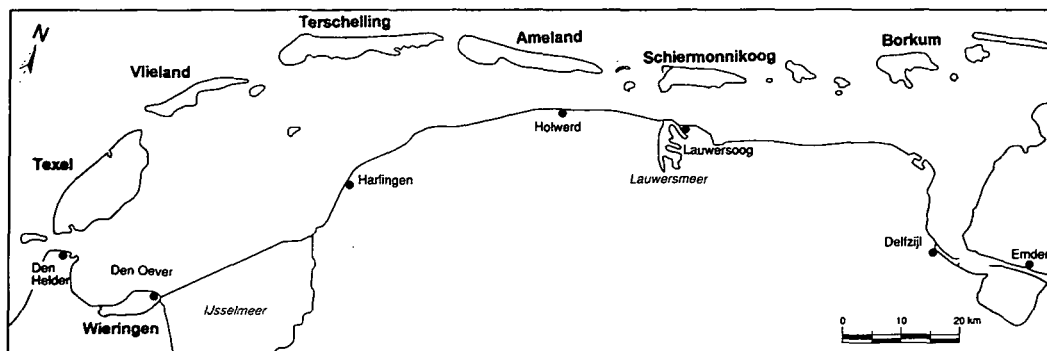 N
Terschelling
Ameland
Borkum
Schiermonnikoog
Vlieland
Holwerd
Lauwersoog
Texel
Lauwersmeer
Harlingen
Delfzijl
Emden
Den
Helder
Den Oever
IJsselmeer
Wieringen
0 10 20 km